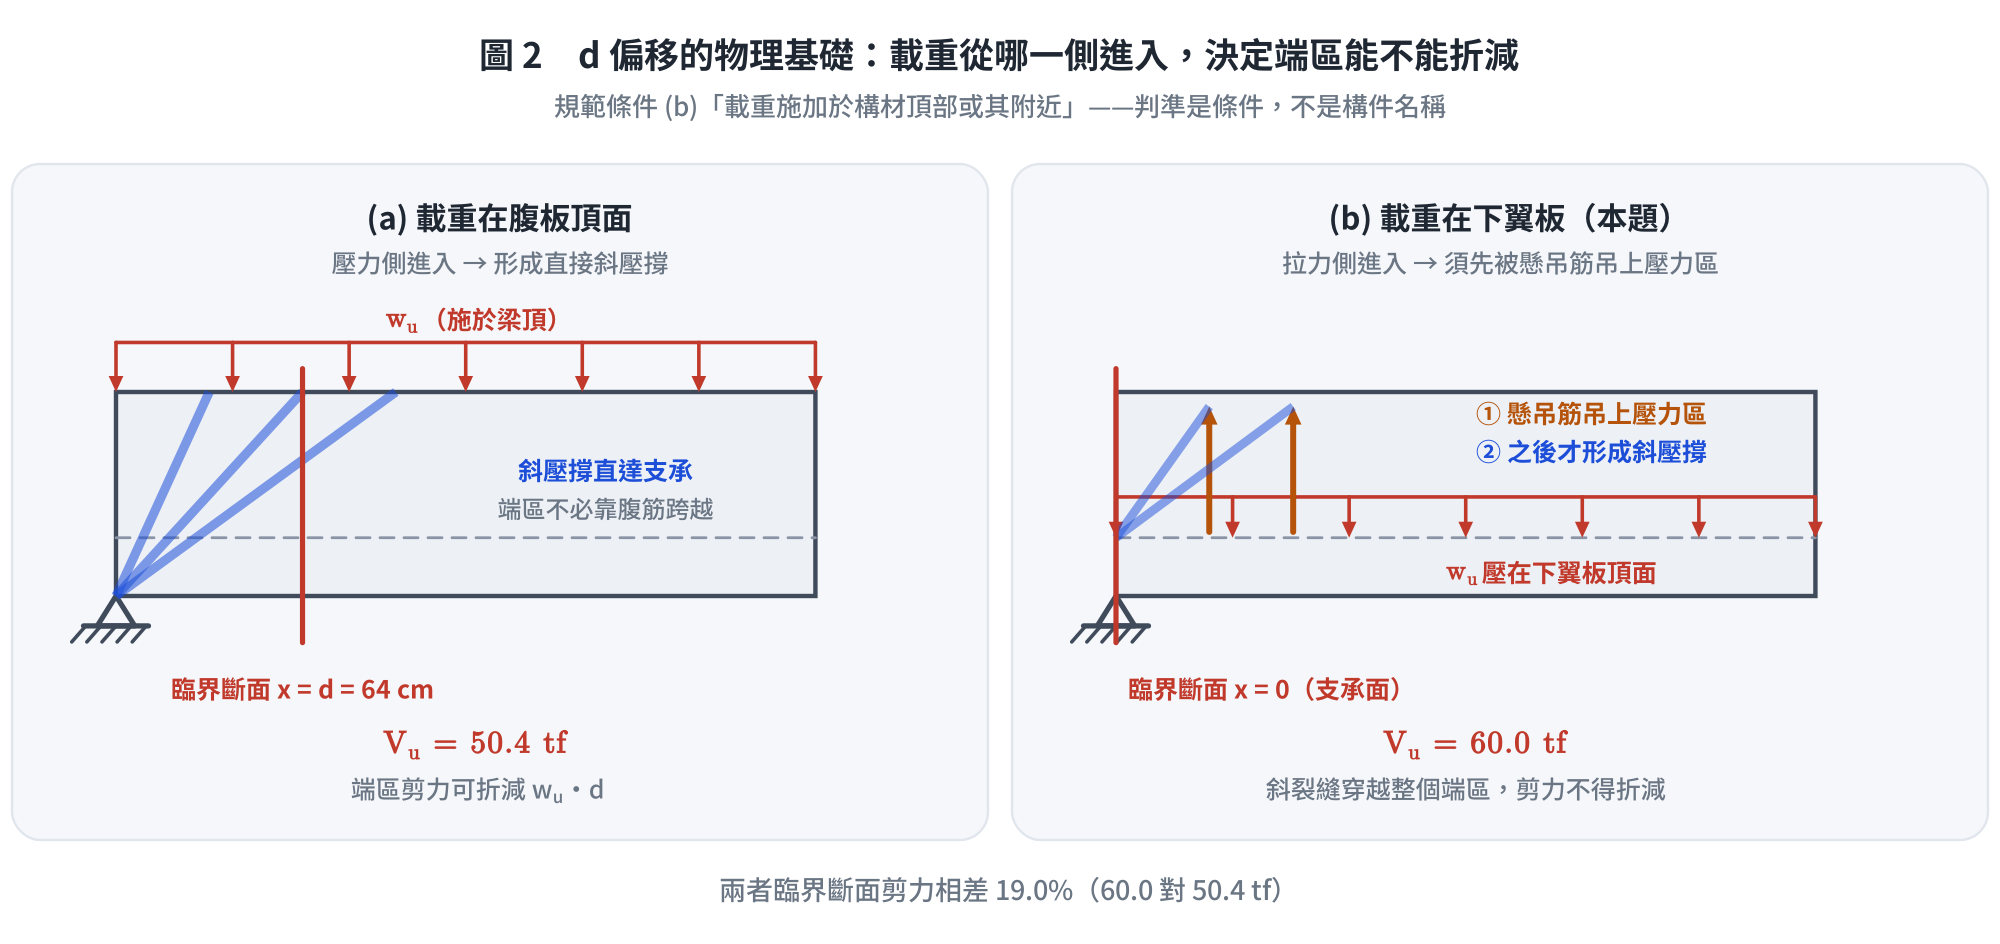 圖 2　d 偏移的物理基礎：載重從哪一側進入，決定端區能不能折減
規範條件 (b)「載重施加於構材頂部或其附近」——判準是條件，不是構件名稱
(a) 載重在腹板頂面
壓力側進入 → 形成直接斜壓撐
wu（施於梁頂）
斜壓撐直達支承
端區不必靠腹筋跨越
臨界斷面 x = d = 64 cm
Vu = 50.4 tf
端區剪力可折減 wu・d
(b) 載重在下翼板（本題）
拉力側進入 → 須先被懸吊筋吊上壓力區
① 懸吊筋吊上壓力區
② 之後才形成斜壓撐
wu 壓在下翼板頂面
臨界斷面 x = 0（支承面）
Vu = 60.0 tf
斜裂縫穿越整個端區，剪力不得折減
兩者臨界斷面剪力相差 19.0%（60.0 對 50.4 tf）